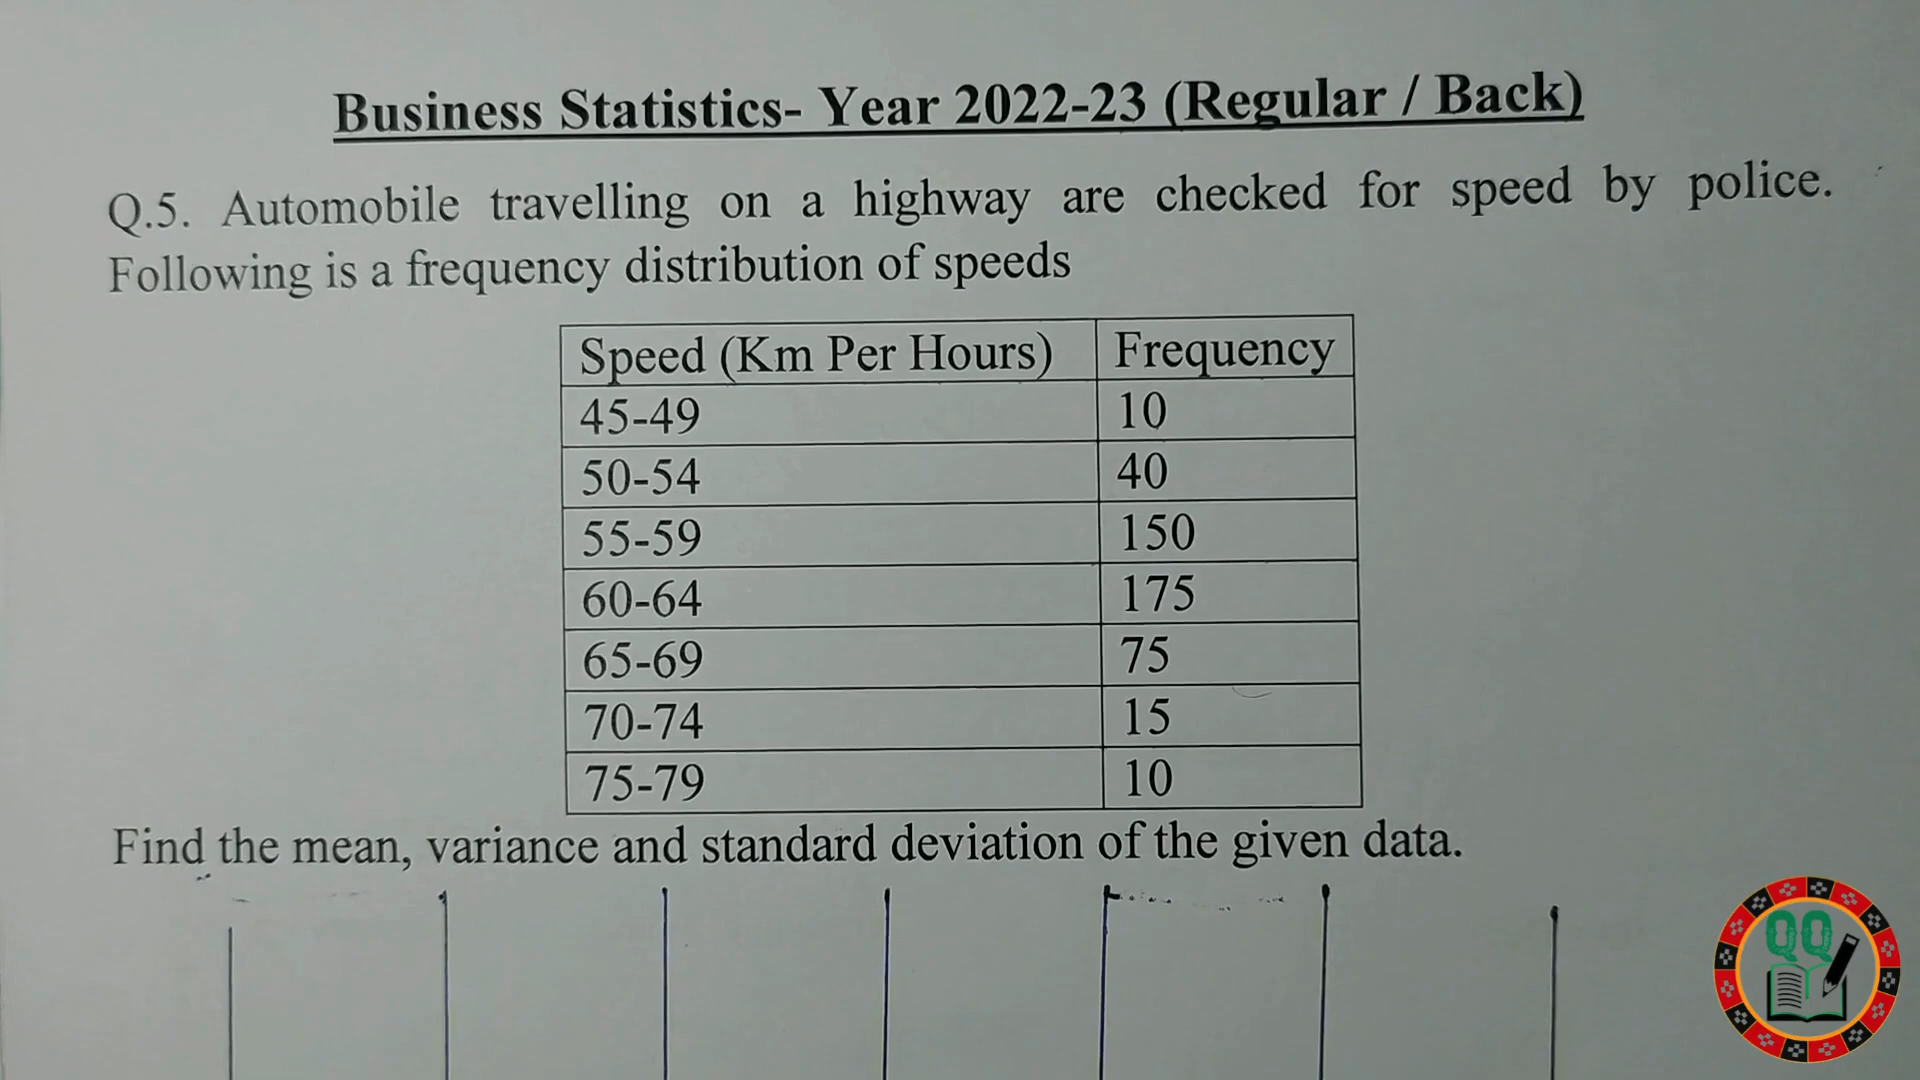 Business Statistics- Year 2022-23 (Regular / Back)
Q.5. Automobile travelling on a highway are checked for speed by police.
Following is a frequency distribution of speeds
Speed (Km Per Hours) Frequency
45-49 10
50-54 40
55-59 150
60-64 175
65-69 75
70-74 15
75-79 10
Find the mean, variance and standard deviation of the given data.
QQ